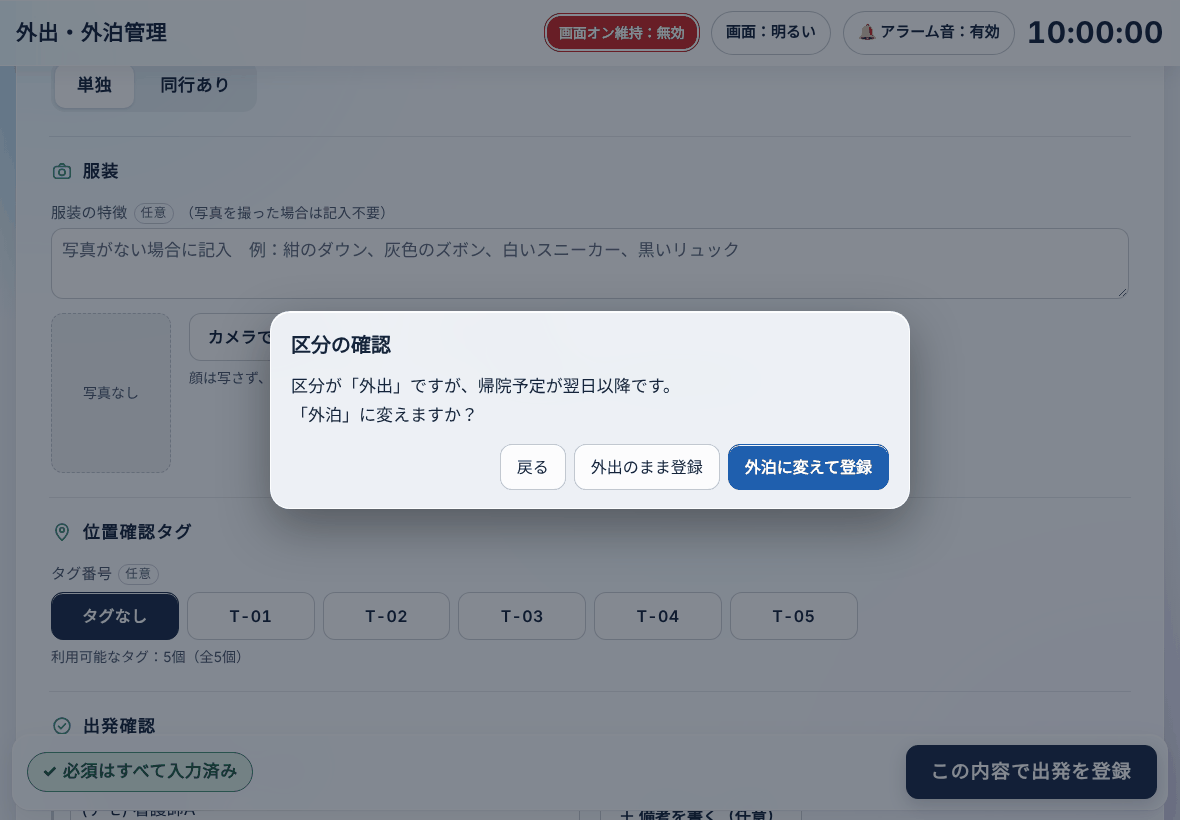 外出・外泊管理
画面オン維持：無効
画面：明るい
アラーム音：有効
10:00:00
単独
同行あり
服装
服装の特徴 任意 （写真を撮った場合は記入不要）
写真がない場合に記入　例：紺のダウン、灰色のズボン、白いスニーカー、黒いリュック
写真なし
カメラで
顔は写さず、
区分の確認
区分が「外出」ですが、帰院予定が翌日以降です。
「外泊」に変えますか？
戻る
外出のまま登録
外泊に変えて登録
位置確認タグ
タグ番号 任意
タグなし
T-01
T-02
T-03
T-04
T-05
利用可能なタグ：5個（全5個）
出発確認
✔ 必須はすべて入力済み
この内容で出発を登録
＋ 備考を書く（任意）